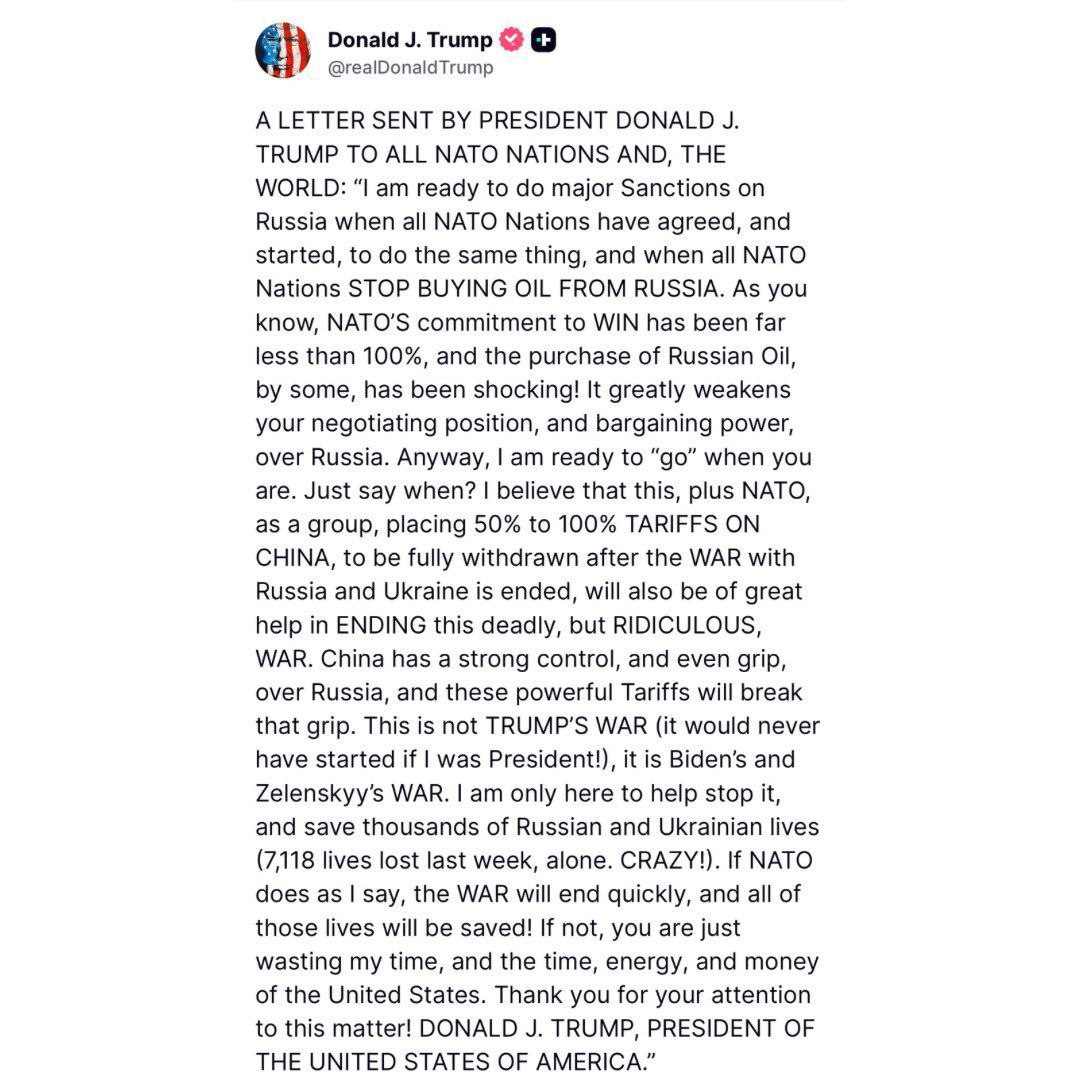 Donald J. Trump
@realDonaldTrump
A LETTER SENT BY PRESIDENT DONALD J.
TRUMP TO ALL NATO NATIONS AND, THE
WORLD: “I am ready to do major Sanctions on
Russia when all NATO Nations have agreed, and
started, to do the same thing, and when all NATO
Nations STOP BUYING OIL FROM RUSSIA. As you
know, NATO’S commitment to WIN has been far
less than 100%, and the purchase of Russian Oil,
by some, has been shocking! It greatly weakens
your negotiating position, and bargaining power,
over Russia. Anyway, I am ready to “go” when you
are. Just say when? I believe that this, plus NATO,
as a group, placing 50% to 100% TARIFFS ON
CHINA, to be fully withdrawn after the WAR with
Russia and Ukraine is ended, will also be of great
help in ENDING this deadly, but RIDICULOUS,
WAR. China has a strong control, and even grip,
over Russia, and these powerful Tariffs will break
that grip. This is not TRUMP’S WAR (it would never
have started if I was President!), it is Biden’s and
Zelenskyy’s WAR. I am only here to help stop it,
and save thousands of Russian and Ukrainian lives
(7,118 lives lost last week, alone. CRAZY!). If NATO
does as I say, the WAR will end quickly, and all of
those lives will be saved! If not, you are just
wasting my time, and the time, energy, and money
of the United States. Thank you for your attention
to this matter! DONALD J. TRUMP, PRESIDENT OF
THE UNITED STATES OF AMERICA.”